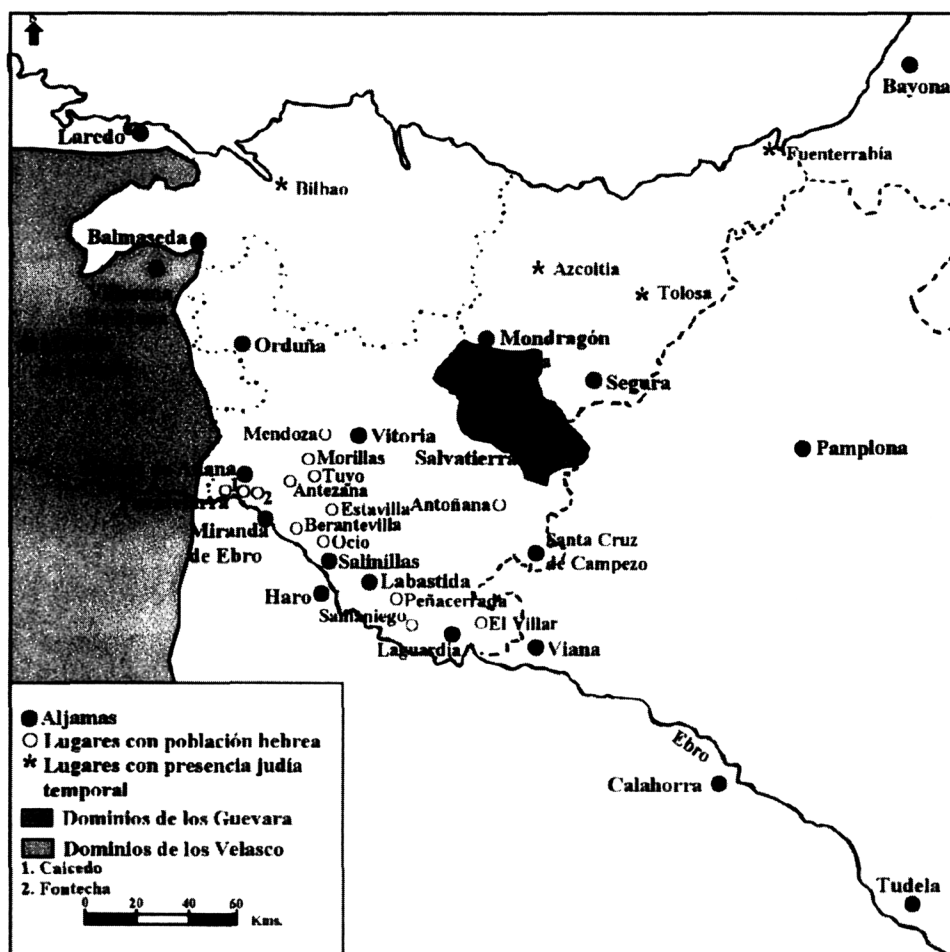 Bayona
Laredo
Fuenterrabía
Bilbao
Balmaseda
Azcoitia
Tolosa
Orduña
Mondragón
Segura
Mendoza
Vitoria
Pamplona
Morillas
Salvatierra
Tuyo
1
2
Antezana
Estavilla
Antoñana
Berantevilla
Miranda
de Ebro
Ocio
Santa Cruz
de Campezo
Salinillas
Labastida
Haro
Peñacerrada
Samaniego
El Villar
Laguardia
Viana
Ebro
Calahorra
Tudela
Aljamas
Lugares con población hebrea
* Lugares con presencia judía
temporal
Dominios de los Guevara
Dominios de los Velasco
1. Caicedo
2. Fontecha
0 20 40 60
Kms.